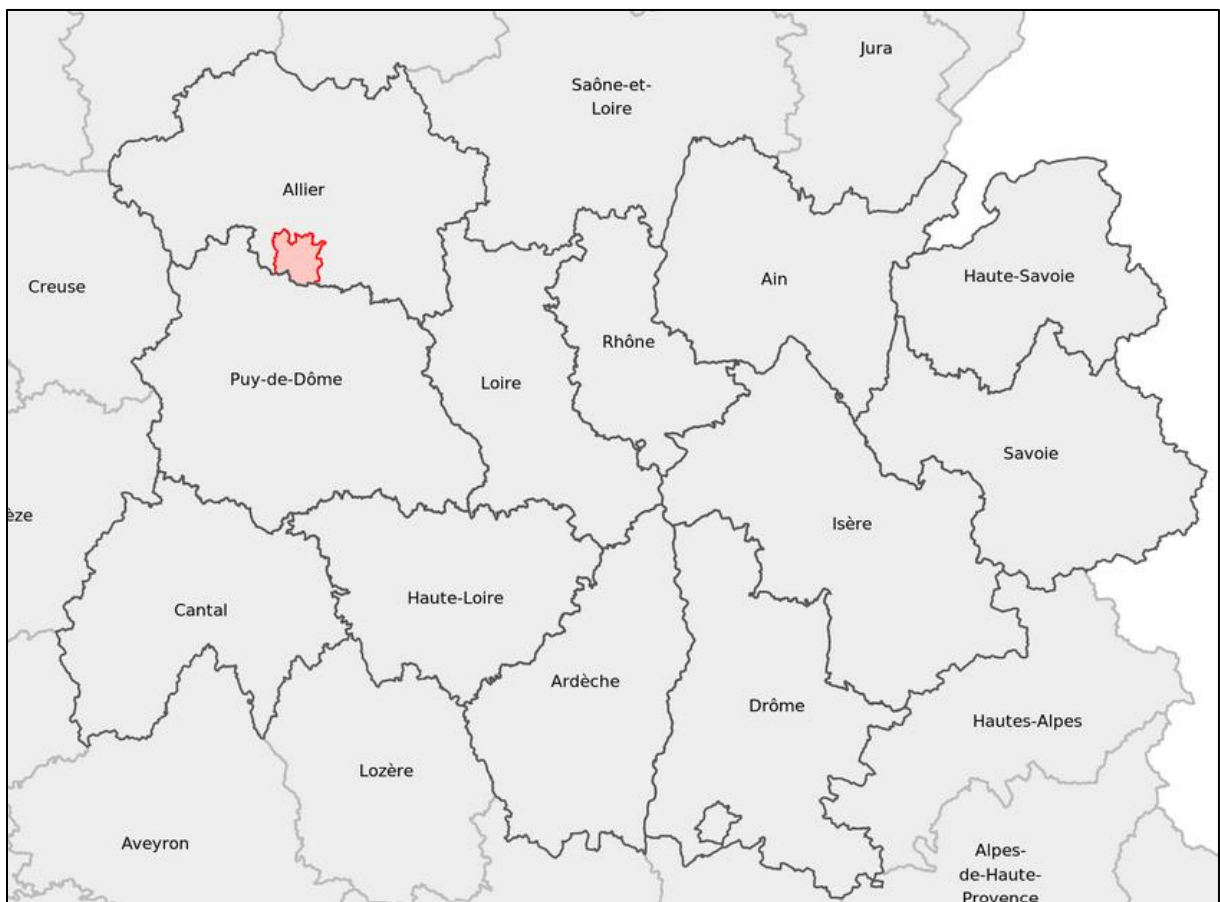 Jura
Saône-et-
Loire
Allier
Ain
Haute-Savoie
Creuse
Rhône
Puy-de-Dôme
Loire
Savoie
èze
Isère
Haute-Loire
Cantal
Ardèche
Drôme
Hautes-Alpes
Lozère
Aveyron
Alpes-
de-Haute-
Provence